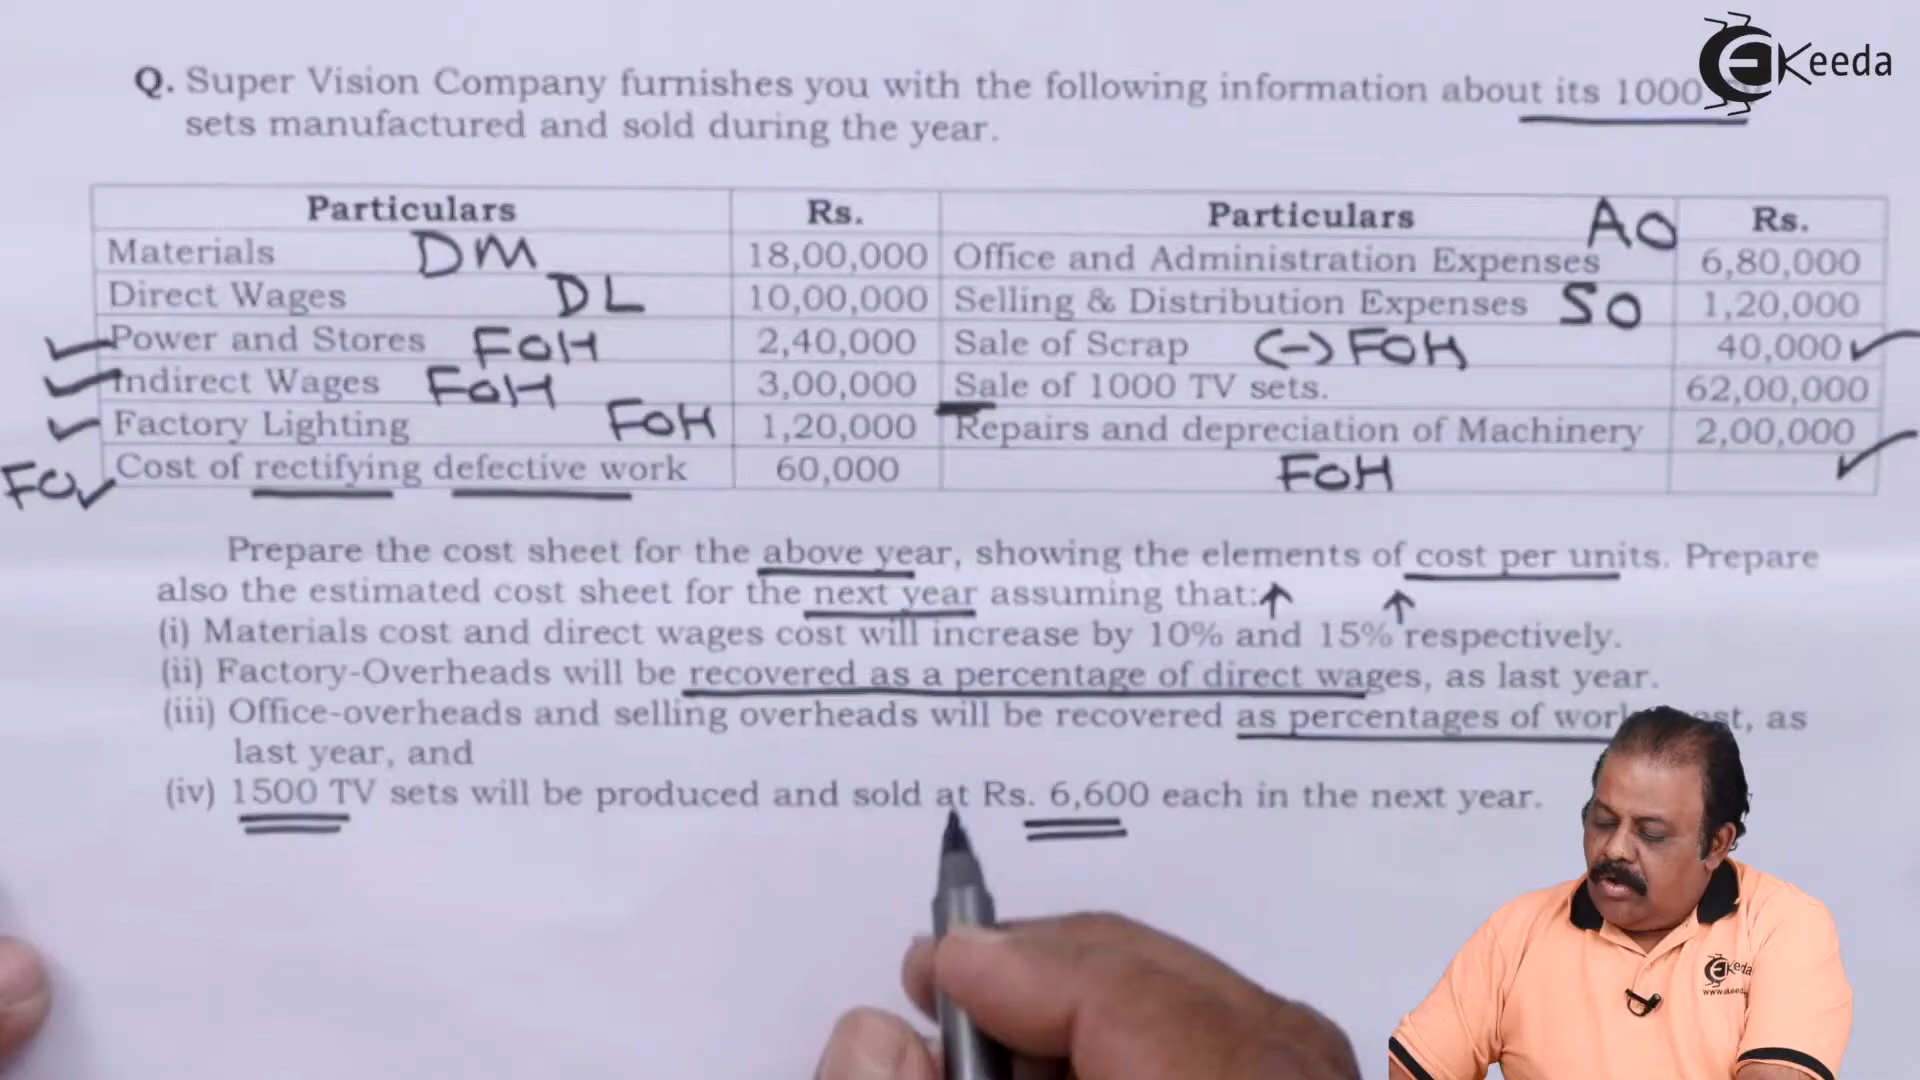 Keeda
Q. Super Vision Company furnishes you with the following information about its 1000
sets manufactured and sold during the year.
Particulars Rs. Particulars AO Rs.
Materials DM 18,00,000 Office and Administration Expenses 6,80,000
Direct Wages DL 10,00,000 Selling & Distribution Expenses SO 1,20,000
Power and Stores FOH 2,40,000 Sale of Scrap (-) FOH 40,000
Indirect Wages FOH 3,00,000 Sale of 1000 TV sets. 62,00,000
Factory Lighting FOH 1,20,000 Repairs and depreciation of Machinery 2,00,000
FO Cost of rectifying defective work 60,000 FOH
Prepare the cost sheet for the above year, showing the elements of cost per units. Prepare
also the estimated cost sheet for the next year assuming that:
(i) Materials cost and direct wages cost will increase by 10% and 15% respectively.
(ii) Factory-Overheads will be recovered as a percentage of direct wages, as last year.
(iii) Office-overheads and selling overheads will be recovered as percentages of as
last year, and
(iv) 1500 TV sets will be produced and sold at Rs. 6,600 each in the next year.
Keeda